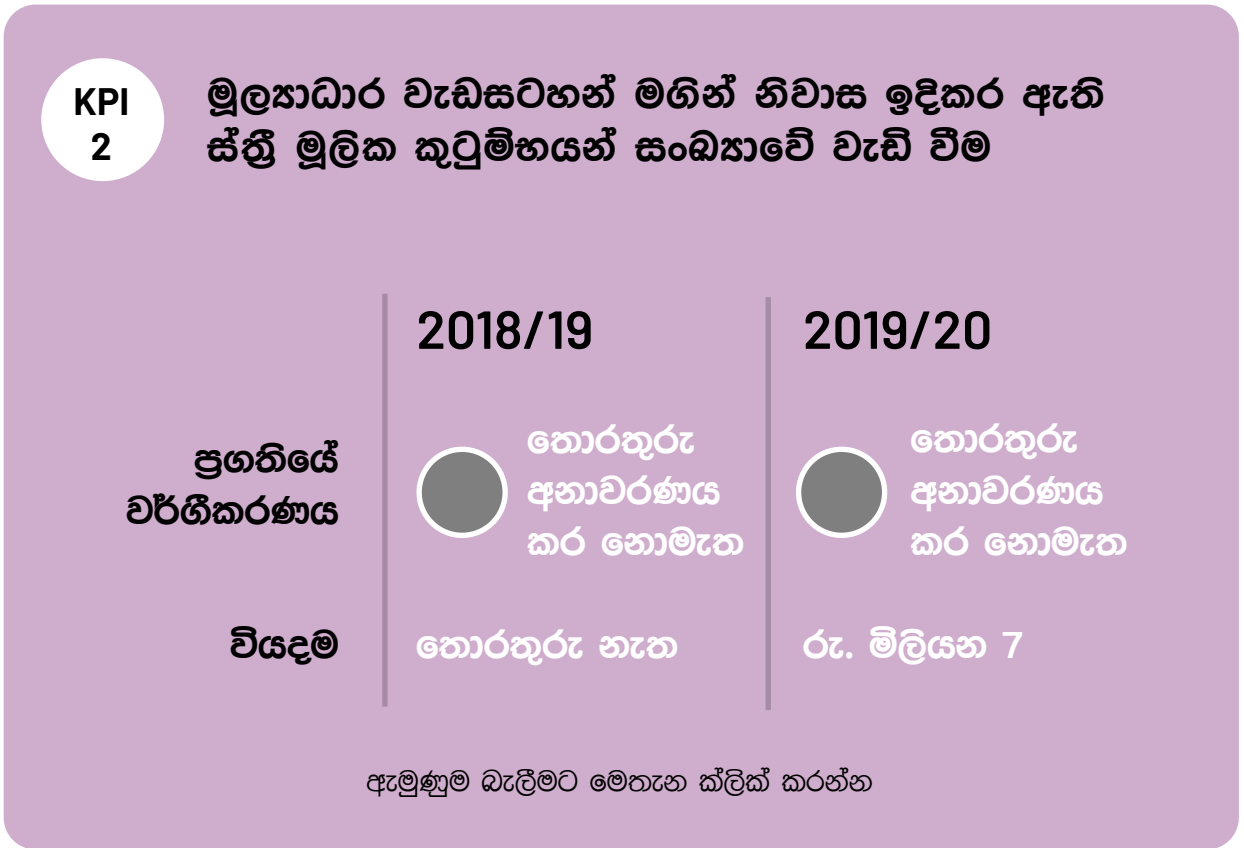 KPI
2
මූල්‍යාධාර වැඩසටහන් මගින් නිවාස ඉදිකර ඇති
ස්ත්‍රී මූලික කුටුම්භයන් සංඛ්‍යාවේ වැඩි වීම
2018/19
2019/20
ප්‍රගතියේ
වර්ගීකරණය
තොරතුරු
අනාවරණය
කර නොමැත
තොරතුරු
අනාවරණය
කර නොමැත
වියදම
තොරතුරු නැත
රු. මිලියන 7
ඇමුණුම බැලීමට මෙතැන ක්ලික් කරන්න